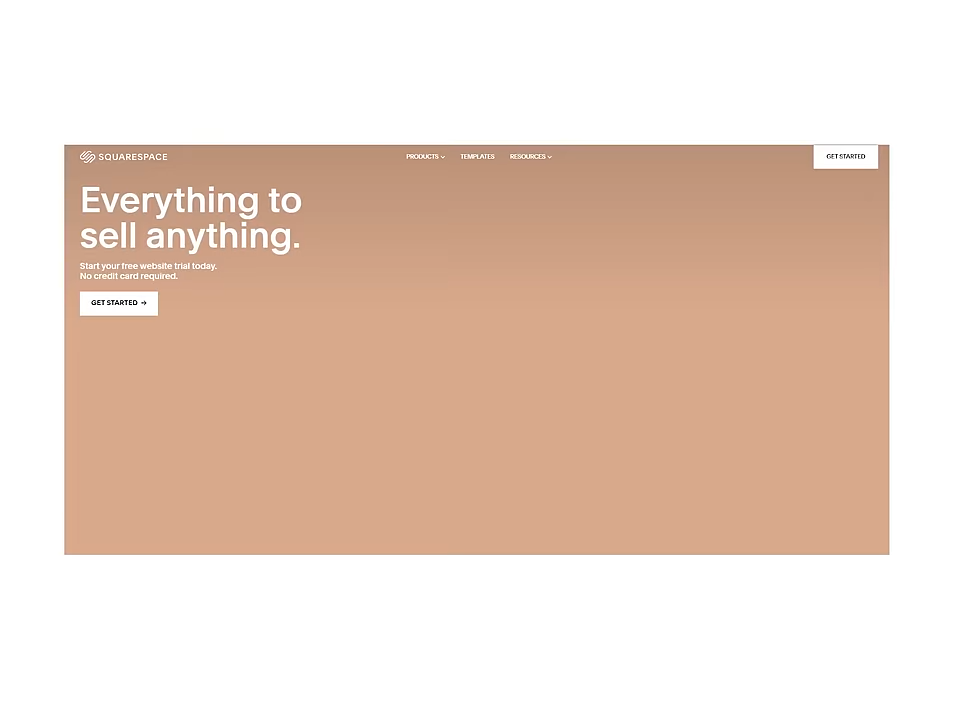 SQUARESPACE
PRODUCTS
TEMPLATES
RESOURCES
GET STARTED
Everything to
sell anything.
Start your free website trial today.
No credit card required.
GET STARTED →